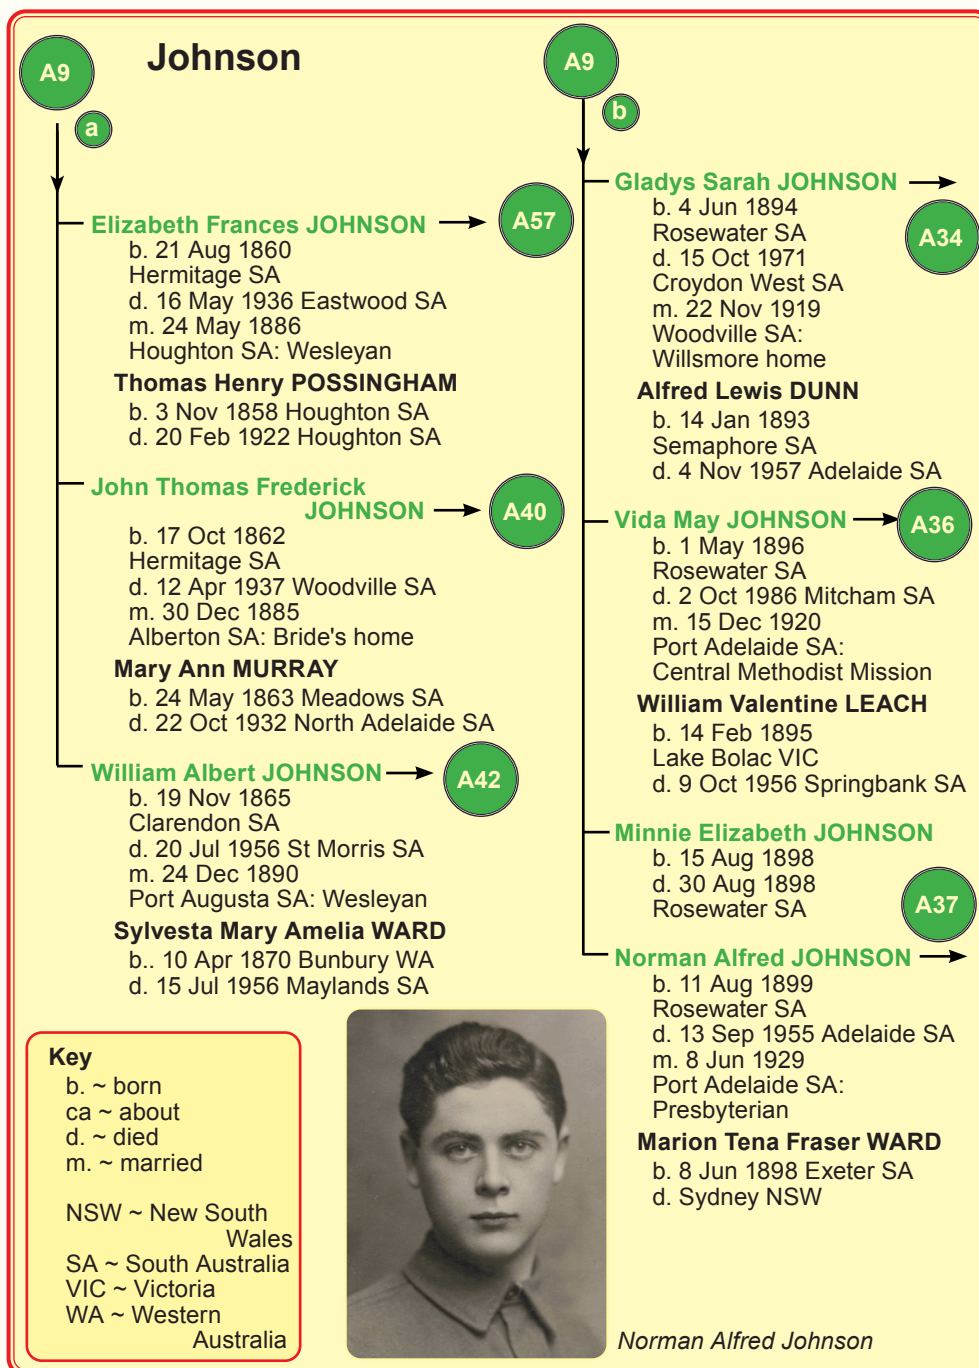 Johnson
A9
a
Elizabeth Frances JOHNSON
A57
b. 21 Aug 1860
Hermitage SA
d. 16 May 1936 Eastwood SA
m. 24 May 1886
Houghton SA: Wesleyan
Thomas Henry POSSINGHAM
b. 3 Nov 1858 Houghton SA
d. 20 Feb 1922 Houghton SA
John Thomas Frederick
JOHNSON
A40
b. 17 Oct 1862
Hermitage SA
d. 12 Apr 1937 Woodville SA
m. 30 Dec 1885
Alberton SA: Bride's home
Mary Ann MURRAY
b. 24 May 1863 Meadows SA
d. 22 Oct 1932 North Adelaide SA
William Albert JOHNSON
A42
b. 19 Nov 1865
Clarendon SA
d. 20 Jul 1956 St Morris SA
m. 24 Dec 1890
Port Augusta SA: Wesleyan
Sylvesta Mary Amelia WARD
b.. 10 Apr 1870 Bunbury WA
d. 15 Jul 1956 Maylands SA
Key
b. ~ born
ca ~ about
d. ~ died
m. ~ married
NSW ~ New South
Wales
SA ~ South Australia
VIC ~ Victoria
WA ~ Western
Australia
A9
b
Gladys Sarah JOHNSON
A34
b. 4 Jun 1894
Rosewater SA
d. 15 Oct 1971
Croydon West SA
m. 22 Nov 1919
Woodville SA:
Willsmore home
Alfred Lewis DUNN
b. 14 Jan 1893
Semaphore SA
d. 4 Nov 1957 Adelaide SA
Vida May JOHNSON
A36
b. 1 May 1896
Rosewater SA
d. 2 Oct 1986 Mitcham SA
m. 15 Dec 1920
Port Adelaide SA:
Central Methodist Mission
William Valentine LEACH
b. 14 Feb 1895
Lake Bolac VIC
d. 9 Oct 1956 Springbank SA
Minnie Elizabeth JOHNSON
b. 15 Aug 1898
d. 30 Aug 1898
Rosewater SA
A37
Norman Alfred JOHNSON
b. 11 Aug 1899
Rosewater SA
d. 13 Sep 1955 Adelaide SA
m. 8 Jun 1929
Port Adelaide SA:
Presbyterian
Marion Tena Fraser WARD
b. 8 Jun 1898 Exeter SA
d. Sydney NSW
Norman Alfred Johnson